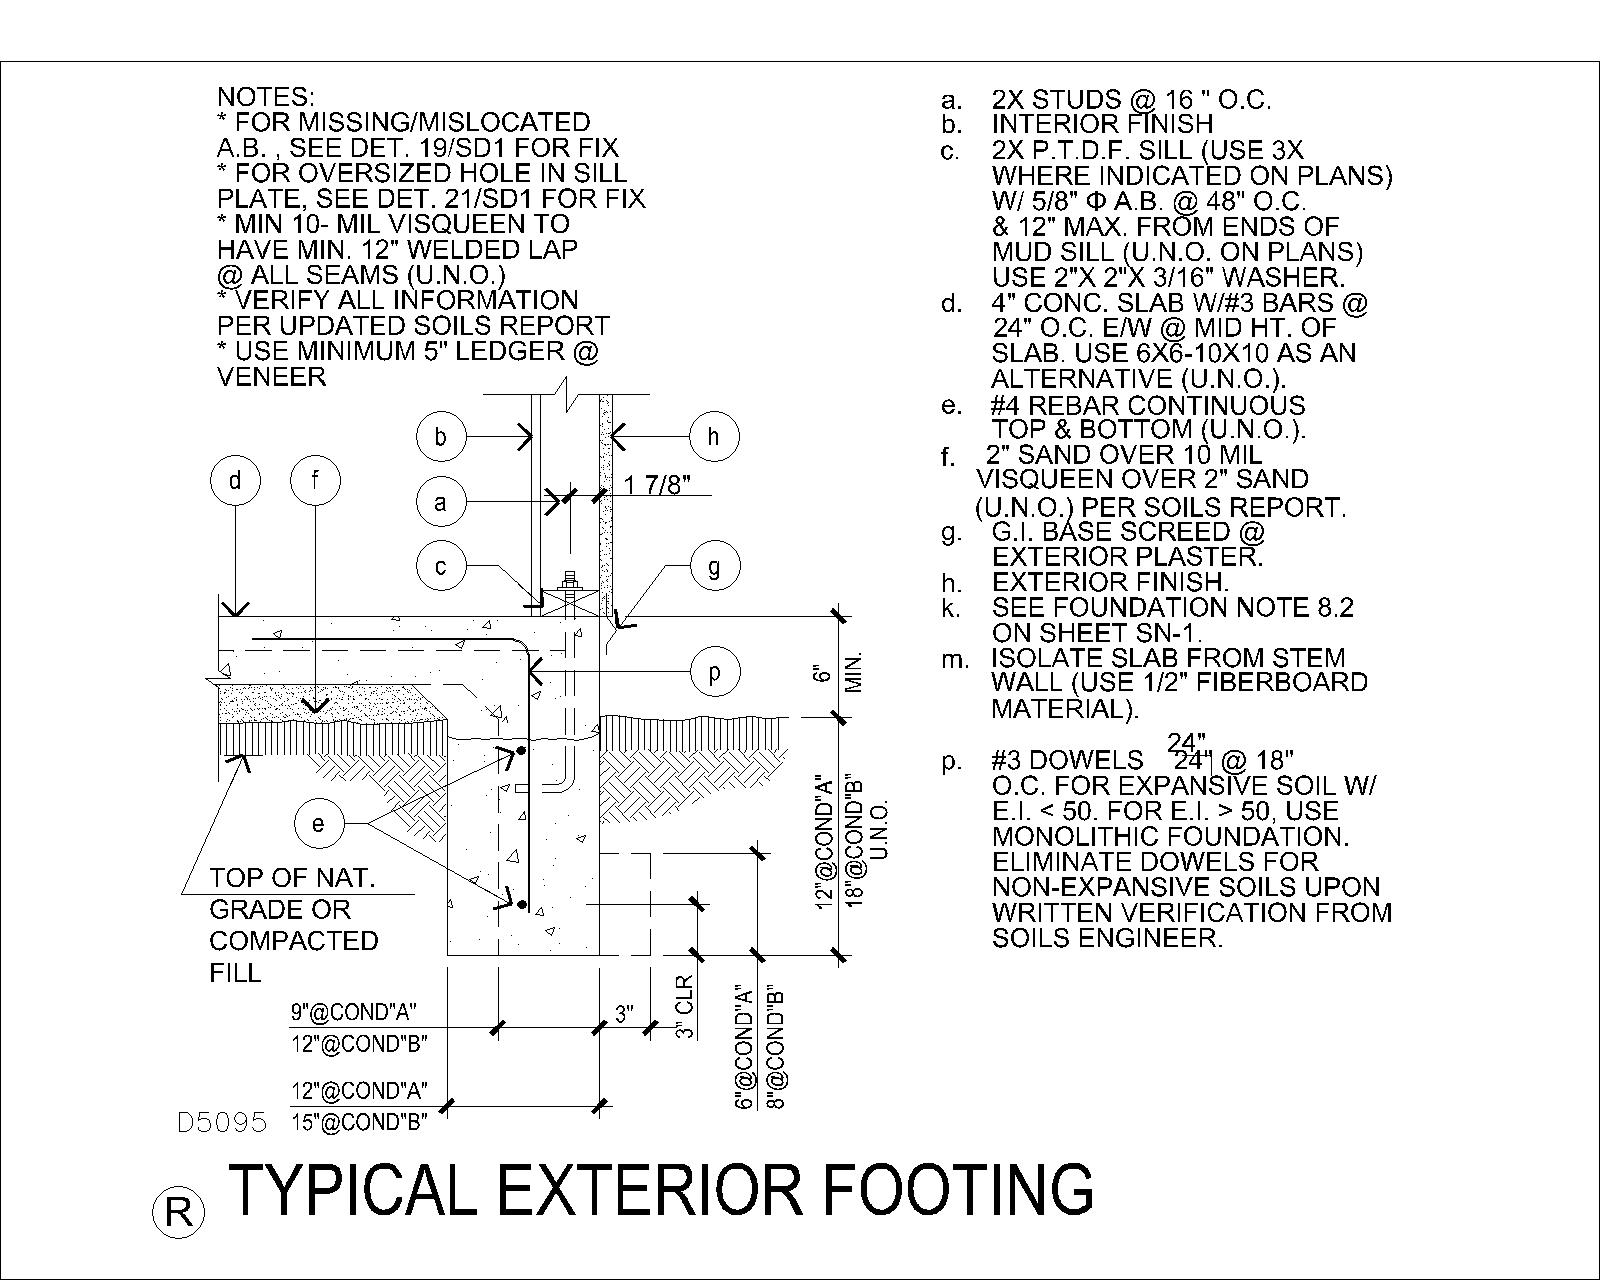 NOTES:
* FOR MISSING/MISLOCATED
A.B. , SEE DET. 19/SD1 FOR FIX
* FOR OVERSIZED HOLE IN SILL
PLATE, SEE DET. 21/SD1 FOR FIX
* MIN 10- MIL VISQUEEN TO
HAVE MIN. 12" WELDED LAP
@ ALL SEAMS (U.N.O.)
* VERIFY ALL INFORMATION
PER UPDATED SOILS REPORT
* USE MINIMUM 5" LEDGER @
VENEER
b
h
d
f
a
1 7/8"
c
g
p
6"
MIN.
e
12"@COND"A"
18"@COND"B"
U.N.O.
TOP OF NAT.
GRADE OR
COMPACTED
FILL
9"@COND"A"
12"@COND"B"
3"
3" CLR
6"@COND"A"
8"@COND"B"
12"@COND"A"
15"@COND"B"
D5095
a. 2X STUDS @ 16 " O.C.
b. INTERIOR FINISH
c. 2X P.T.D.F. SILL (USE 3X
WHERE INDICATED ON PLANS)
W/ 5/8" Φ A.B. @ 48" O.C.
& 12" MAX. FROM ENDS OF
MUD SILL (U.N.O. ON PLANS)
USE 2"X 2"X 3/16" WASHER.
d. 4" CONC. SLAB W/#3 BARS @
24" O.C. E/W @ MID HT. OF
SLAB. USE 6X6-10X10 AS AN
ALTERNATIVE (U.N.O.).
e. #4 REBAR CONTINUOUS
TOP & BOTTOM (U.N.O.).
f. 2" SAND OVER 10 MIL
VISQUEEN OVER 2" SAND
(U.N.O.) PER SOILS REPORT.
g. G.I. BASE SCREED @
EXTERIOR PLASTER.
h. EXTERIOR FINISH.
k. SEE FOUNDATION NOTE 8.2
ON SHEET SN-1.
m. ISOLATE SLAB FROM STEM
WALL (USE 1/2" FIBERBOARD
MATERIAL).
24"
p. #3 DOWELS 24" @ 18"
O.C. FOR EXPANSIVE SOIL W/
E.I. < 50. FOR E.I. > 50, USE
MONOLITHIC FOUNDATION.
ELIMINATE DOWELS FOR
NON-EXPANSIVE SOILS UPON
WRITTEN VERIFICATION FROM
SOILS ENGINEER.
R TYPICAL EXTERIOR FOOTING